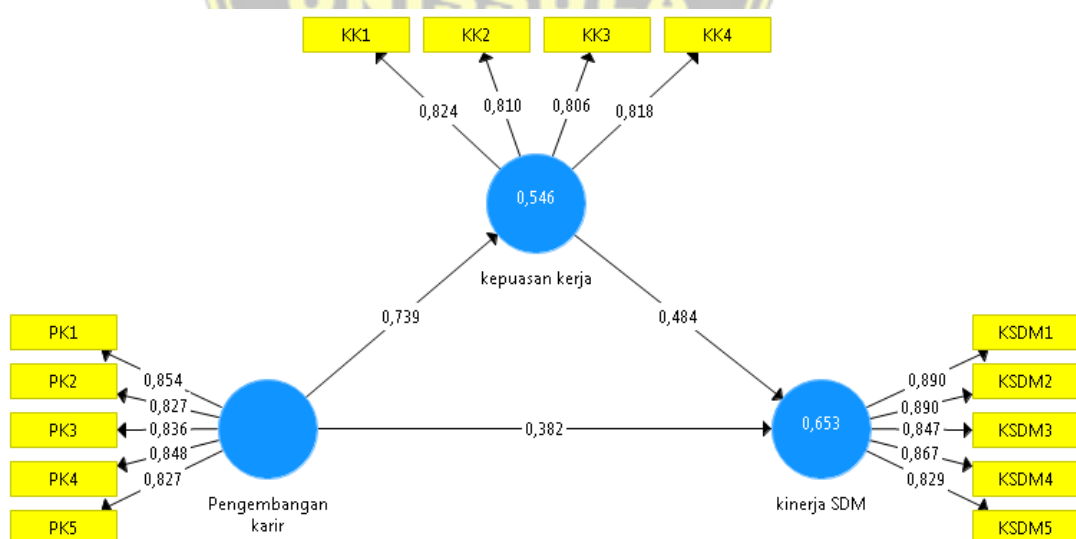 UNISSULA
KK1
KK2
KK3
KK4
0,824
0,810
0,806
0,818
0,546
kepuasan kerja
0,739
0,484
PK1
PK2
PK3
PK4
PK5
0,854
0,827
0,836
0,848
0,827
Pengembangan
karir
0,382
0,653
kinerja SDM
0,890
0,890
0,847
0,867
0,829
KSDM1
KSDM2
KSDM3
KSDM4
KSDM5